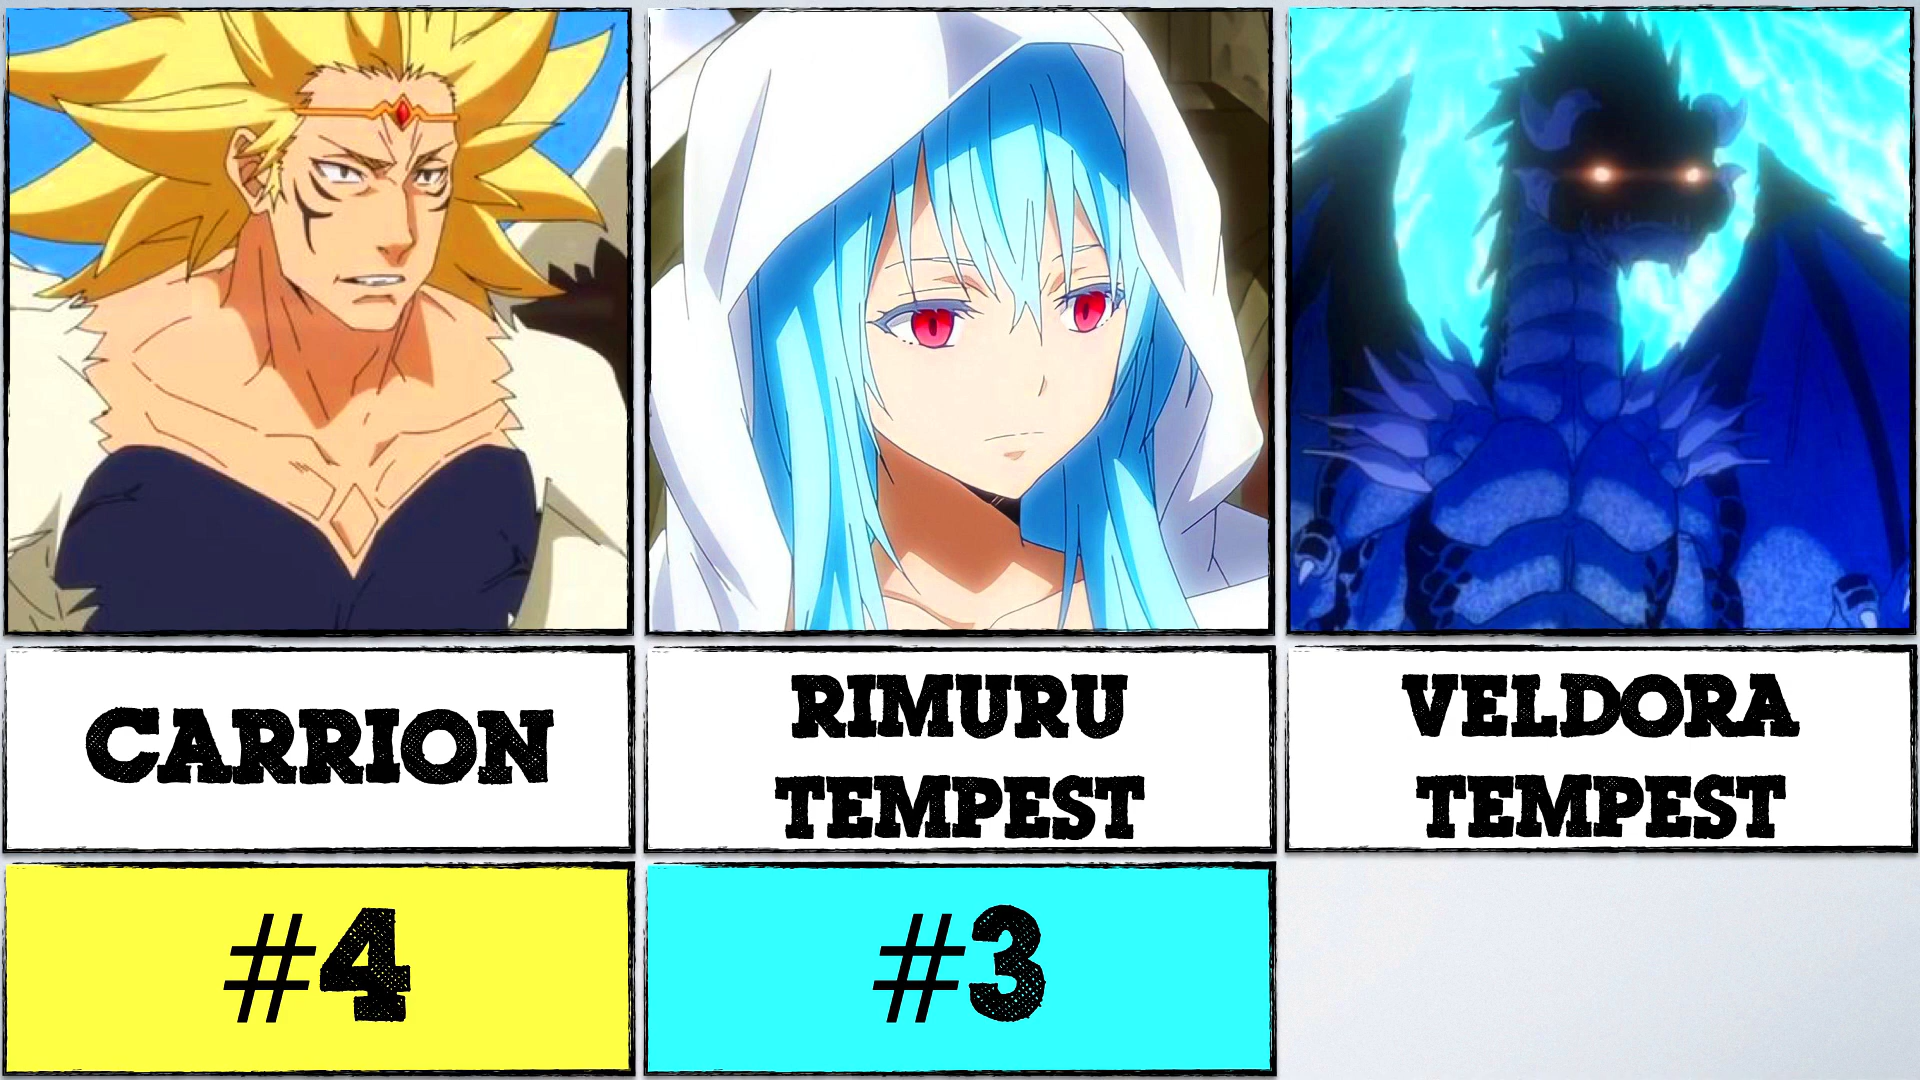 CARRION
RIMURU
TEMPEST
VELDORA
TEMPEST
#4
#3